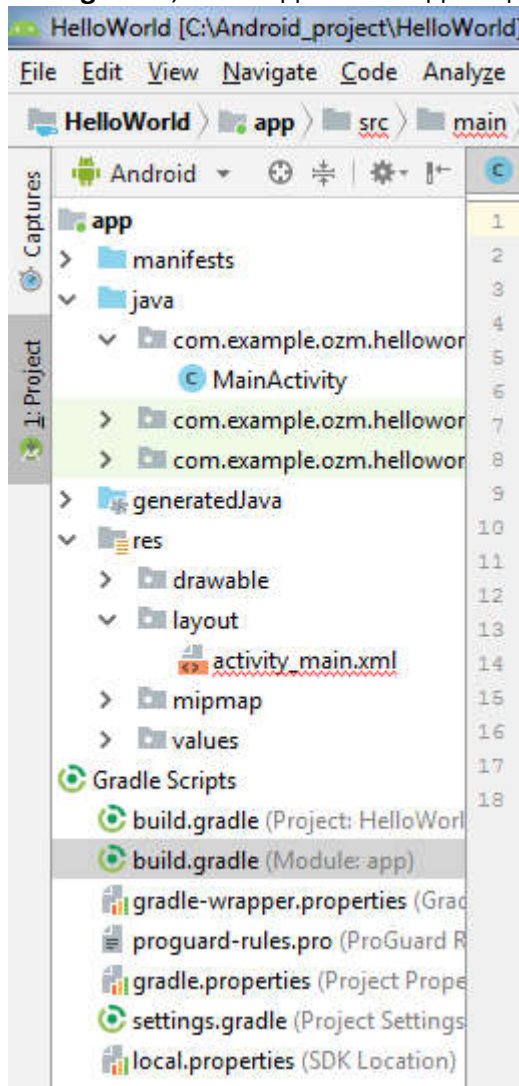 HelloWorld [C:\Android_project\HelloWorld]
File Edit View Navigate Code Analyze
HelloWorld app src main
Captures
1: Project
Android
app
manifests
java
com.example.ozm.hellowor
MainActivity
com.example.ozm.hellowor
com.example.ozm.hellowor
generatedJava
res
drawable
layout
activity_main.xml
mipmap
values
Gradle Scripts
build.gradle (Project: HelloWorl
build.gradle (Module: app)
gradle-wrapper.properties (Grad
proguard-rules.pro (ProGuard R
gradle.properties (Project Prope
settings.gradle (Project Settings
local.properties (SDK Location)
C
1
2
3
4
5
6
7
8
9
10
11
12
13
14
15
16
17
18